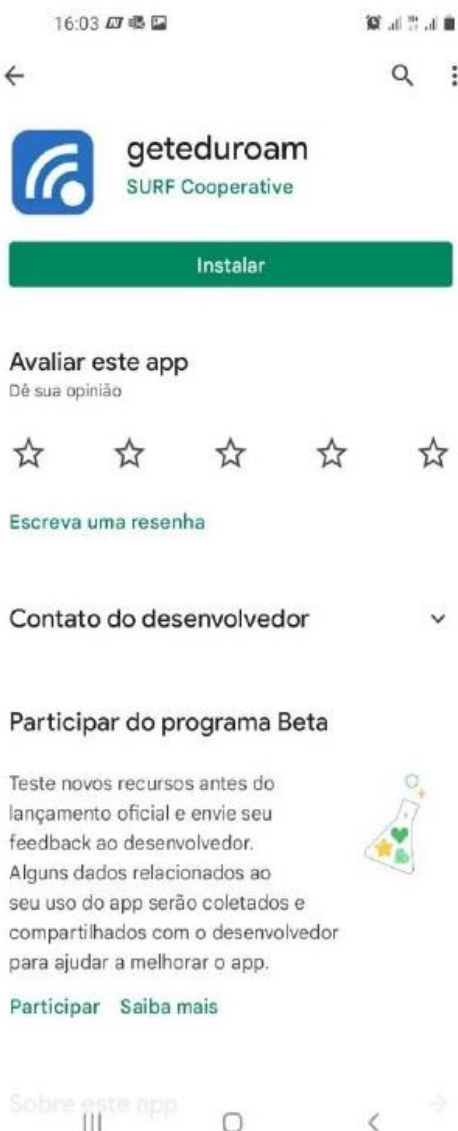 16:03
geteduroam
SURF Cooperative
Instalar
Avaliar este app
Dê sua opinião
Escreva uma resenha
Contato do desenvolvedor
Participar do programa Beta
Teste novos recursos antes do
lançamento oficial e envie seu
feedback ao desenvolvedor.
Alguns dados relacionados ao
seu uso do app serão coletados e
compartilhados com o desenvolvedor
para ajudar a melhorar o app.
Participar Saiba mais
Sobre este app